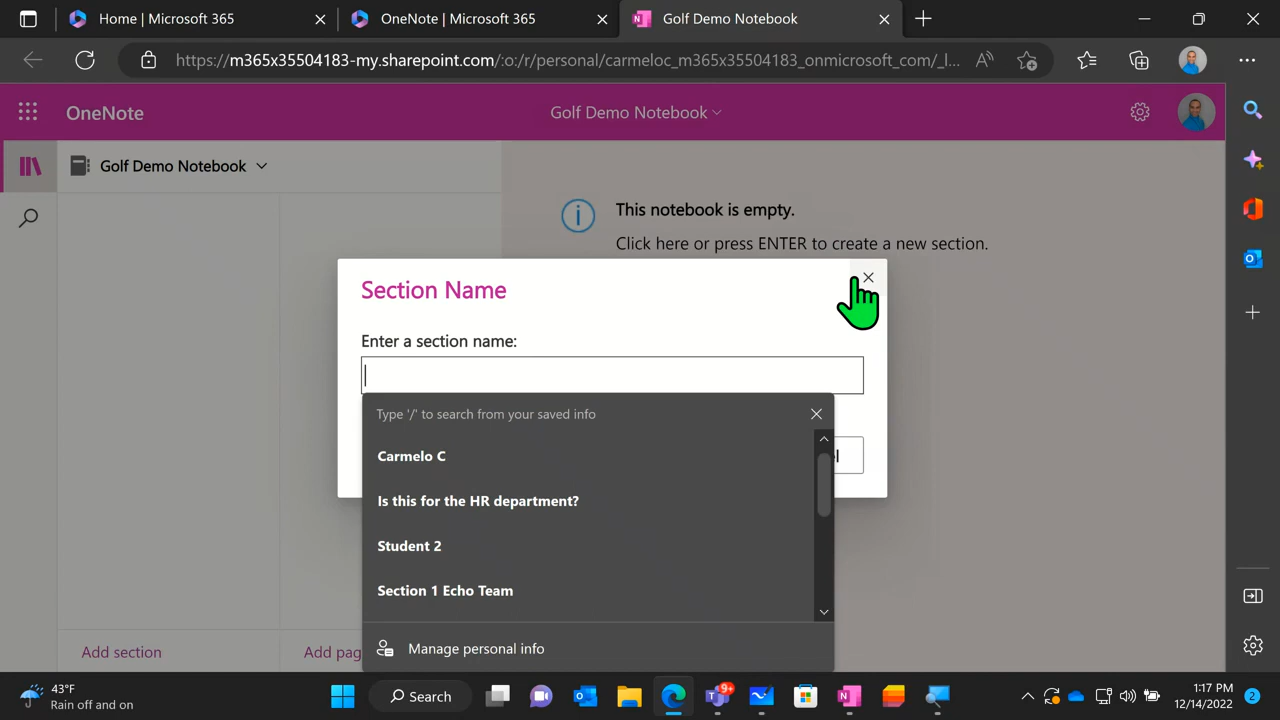 Home | Microsoft 365
OneNote | Microsoft 365
Golf Demo Notebook
https://m365x35504183-my.sharepoint.com/:o:/r/personal/carmeloc_m365x35504183_onmicrosoft_com/_l...
OneNote
Golf Demo Notebook
Golf Demo Notebook
This notebook is empty.
Click here or press ENTER to create a new section.
Section Name
Enter a section name:
Type '/' to search from your saved info
Carmelo C
Is this for the HR department?
Student 2
Section 1 Echo Team
Manage personal info
Add section
Add pag
43°F
Rain off and on
Search
9+
1:17 PM
12/14/2022
2